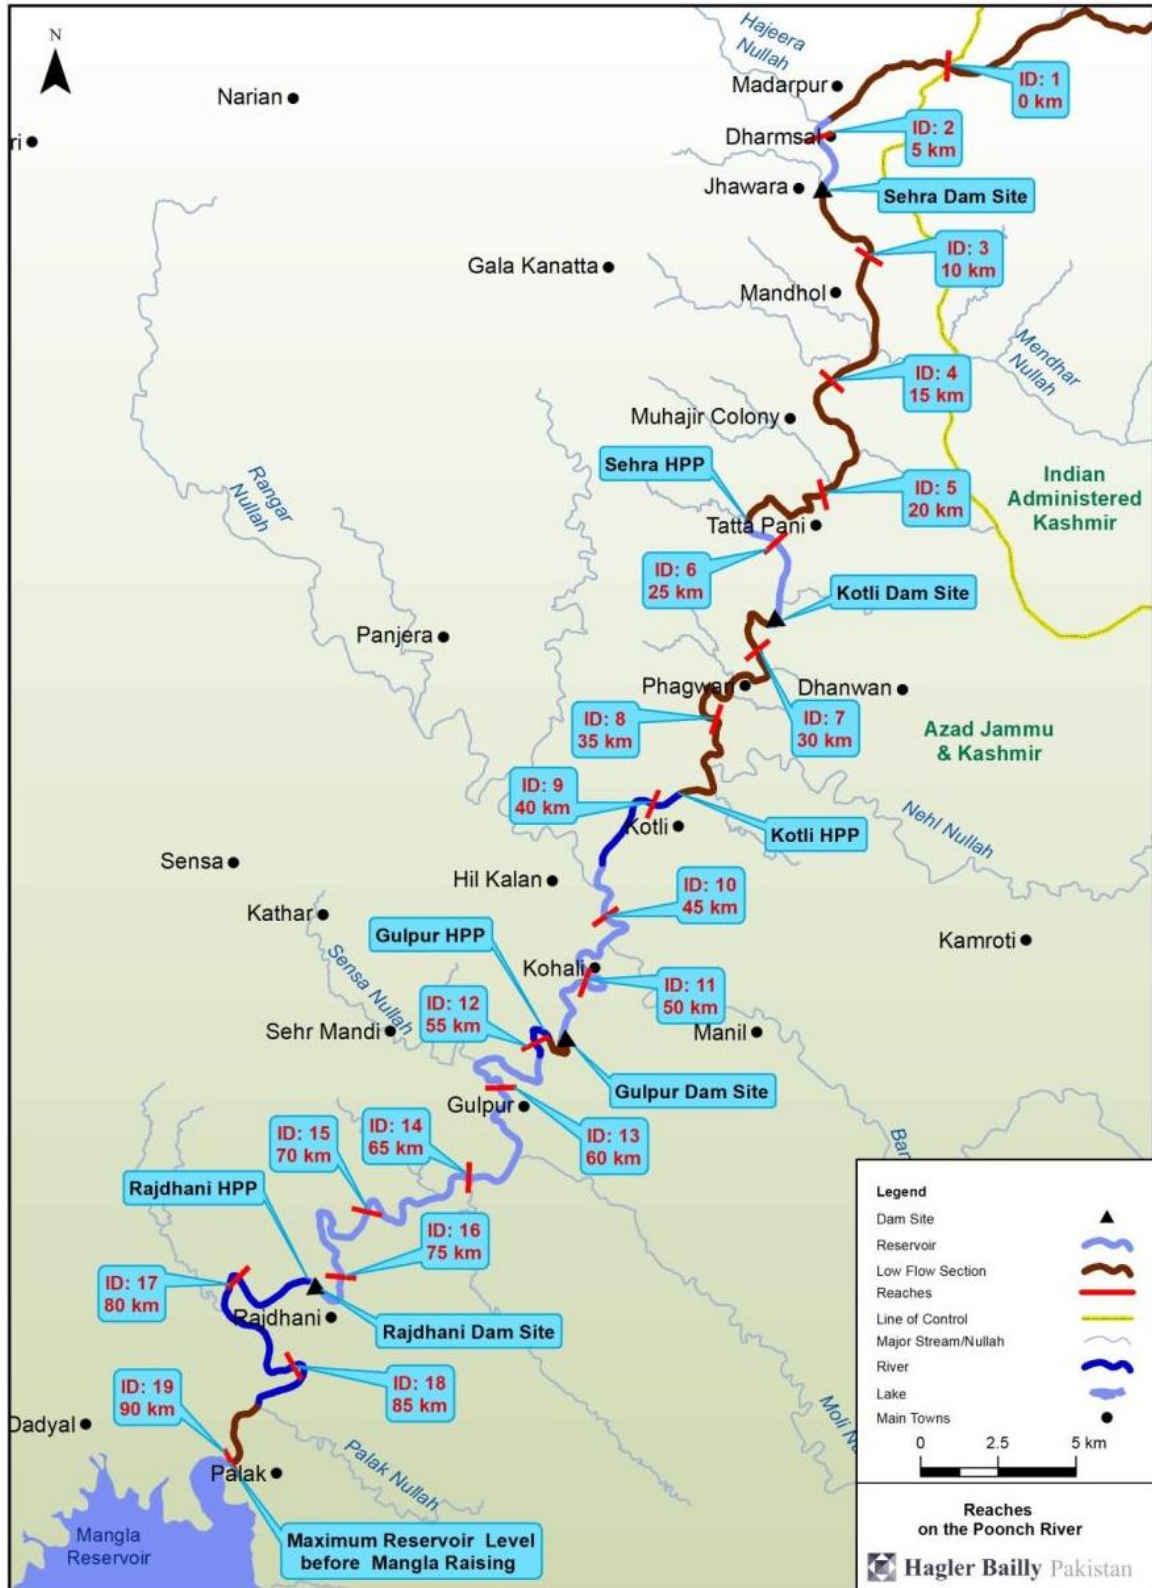 N
Hajeera
Nullah
Madarpur
ID: 1
0 km
Narian
ri
Dharmsal
ID: 2
5 km
Jhawara
Sehra Dam Site
ID: 3
10 km
Gala Kanatta
Mandhol
Mendhar
Nullah
ID: 4
15 km
Muhajir Colony
Sehra HPP
Rangar
Nullah
Indian
Administered
Kashmir
ID: 5
20 km
Tatta Pani
ID: 6
25 km
Kotli Dam Site
Panjera
Phagwan
Dhanwan
ID: 8
35 km
ID: 7
30 km
Azad Jammu
& Kashmir
ID: 9
40 km
Kotli
Kotli HPP
Nehl Nullah
Sensa
Hil Kalan
ID: 10
45 km
Kathar
Gulpur HPP
Kamroti
Sensa Nullah
Kohali
ID: 11
50 km
ID: 12
55 km
Sehr Mandi
Manil
Gulpur Dam Site
Gulpur
ID: 13
60 km
ID: 14
65 km
ID: 15
70 km
Ban
Rajdhani HPP
ID: 16
75 km
ID: 17
80 km
Rajdhani
Rajdhani Dam Site
ID: 18
85 km
ID: 19
90 km
Dadyal
Moli Nu
Palak Nullah
Palak
Mangla
Reservoir
Maximum Reservoir Level
before Mangla Raising
Legend
Dam Site
Reservoir
Low Flow Section
Reaches
Line of Control
Major Stream/Nullah
River
Lake
Main Towns
0 2.5 5 km
Reaches
on the Poonch River
Hagler Bailly Pakistan